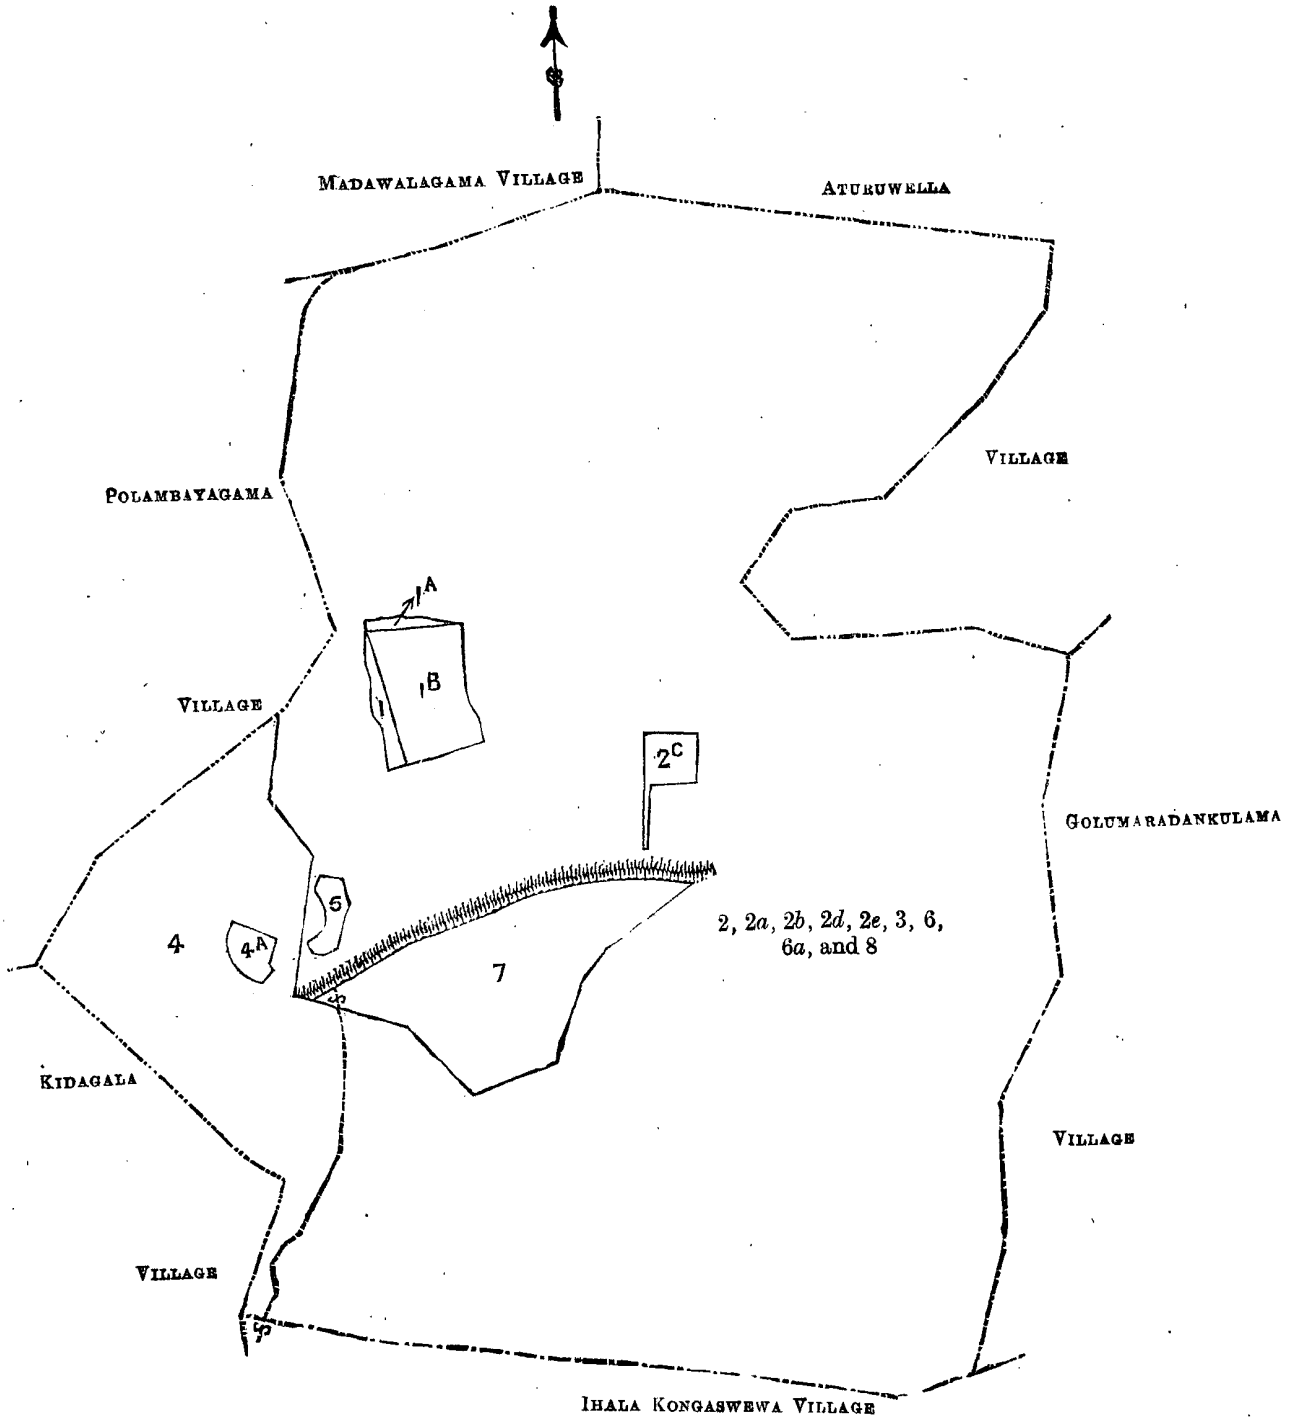 MADAWALAGAMA VILLAGE
ATURUWELLA
VILLAGE
POLAMBAYAGAMA
1A
1B
1
VILLAGE
2C
GOLUMARADANKULAMA
5
2, 2a, 2b, 2d, 2e, 3, 6,
6a, and 8
4
4A
7
S
KIDAGALA
VILLAGE
VILLAGE
S
IHALA KONGASWEWA VILLAGE